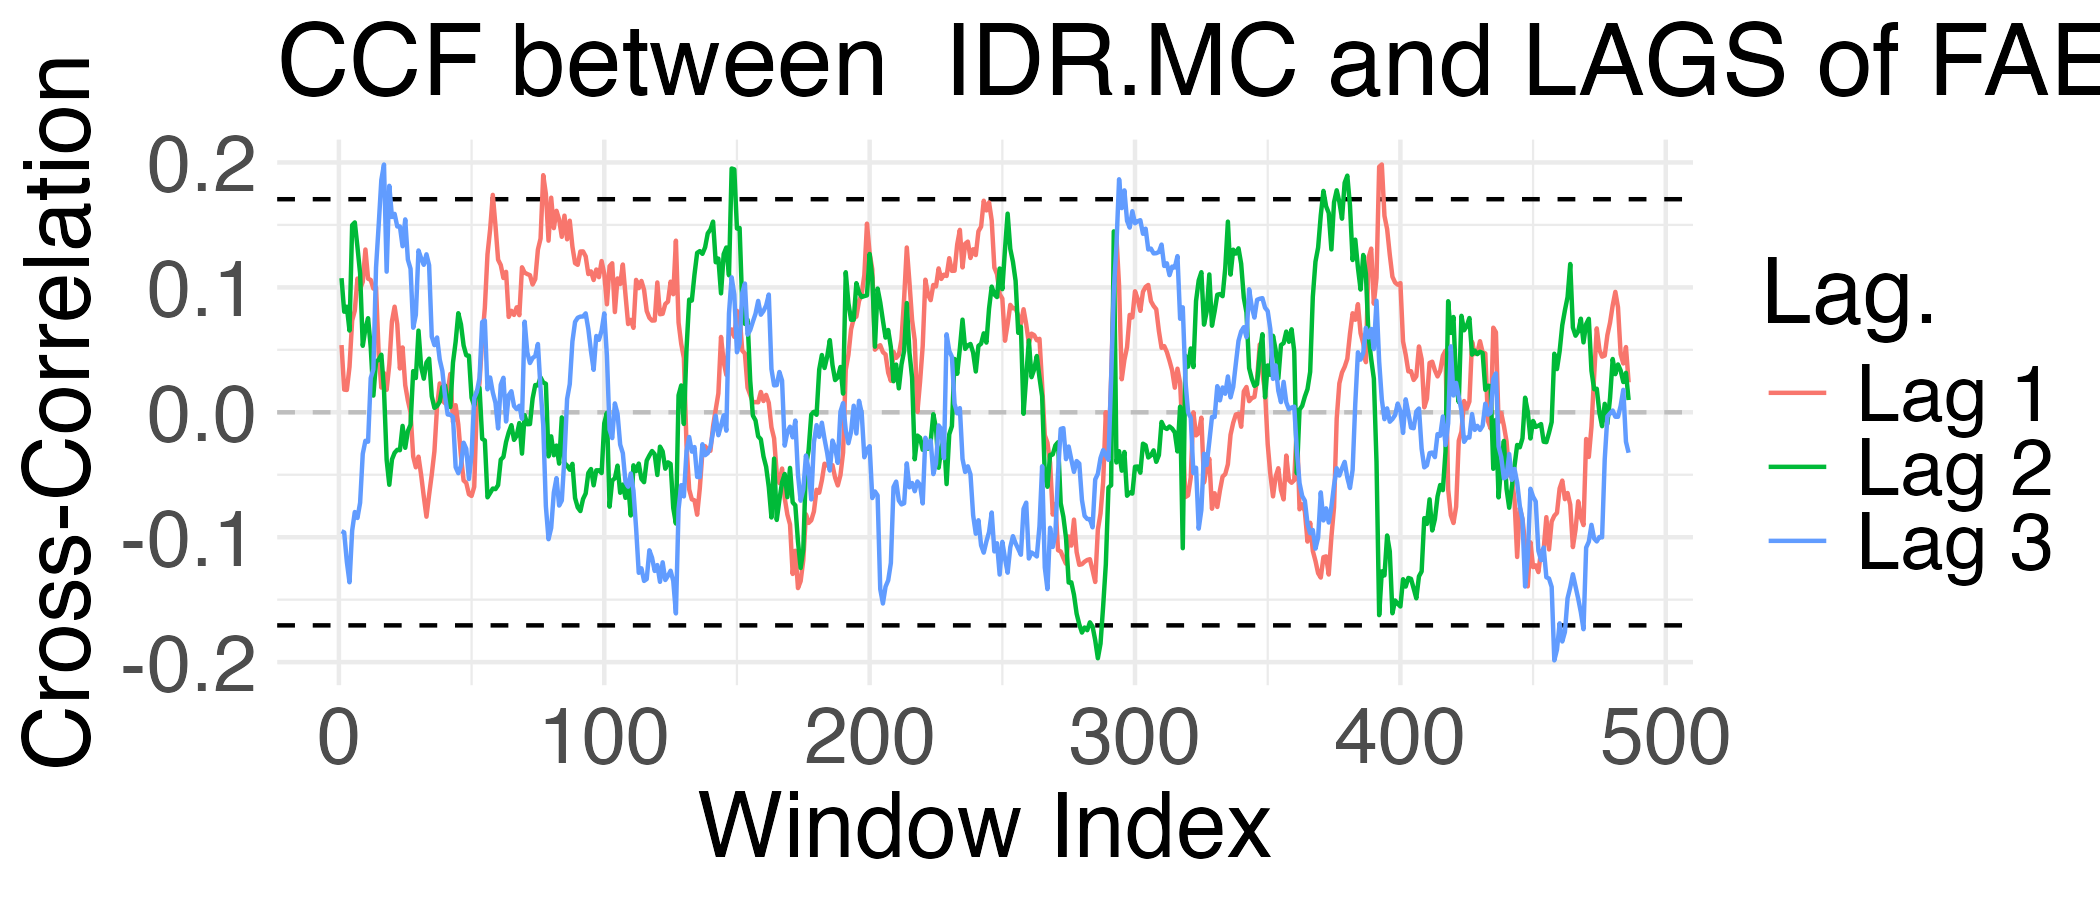 CCF between  IDR.MC and LAGS of FAE
Cross-Correlation
0.2
0.1
0.0
-0.1
-0.2
0
100
200
300
400
500
Window Index
Lag.
Lag 1
Lag 2
Lag 3